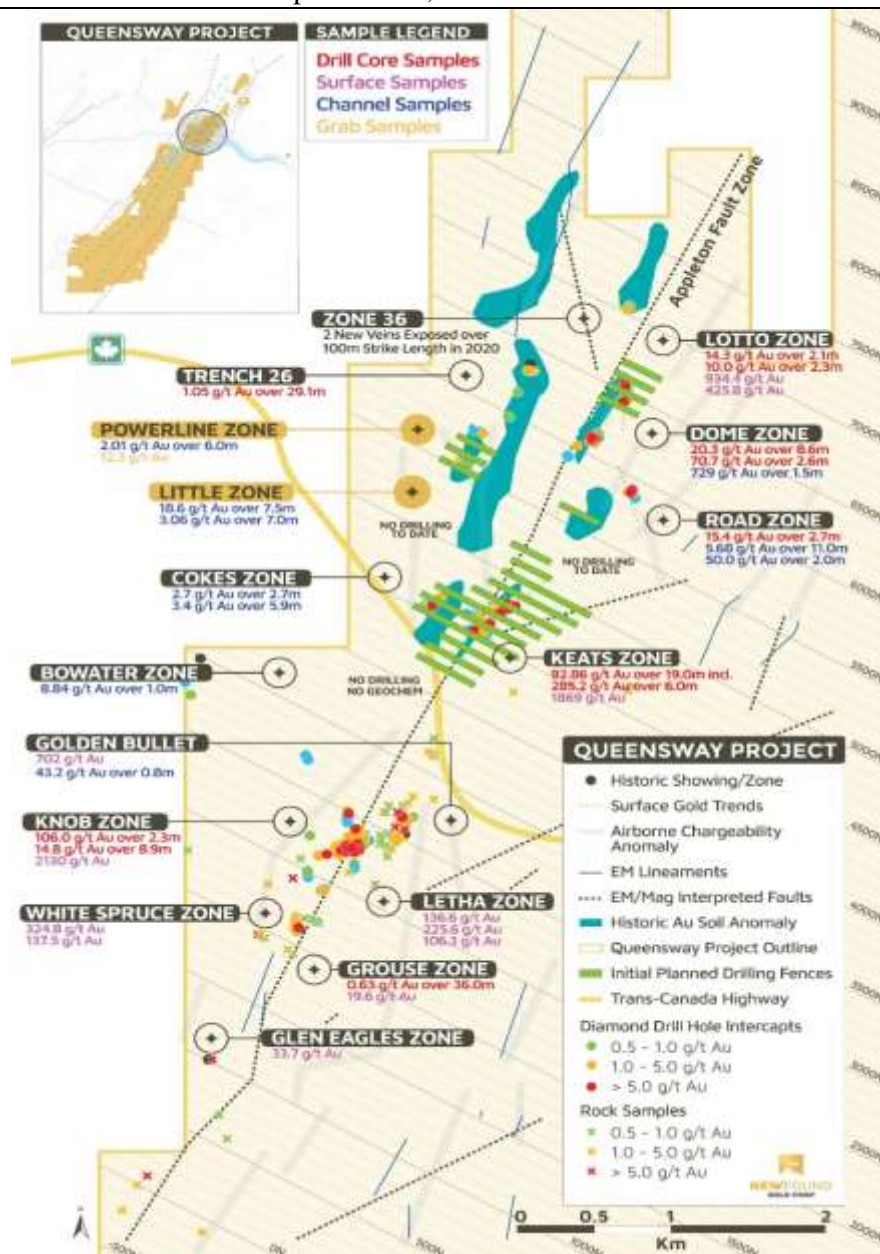 QUEENSWAY PROJECT
SAMPLE LEGEND
Drill Core Samples
Surface Samples
Channel Samples
Grab Samples
Appleton Fault Zone
ZONE 36
2 New Veins Exposed over
100m Strike Length in 2020
TRENCH 26
1.05 g/t Au over 29.1m
POWERLINE ZONE
2.01 g/t Au over 6.0m
12.3 g/t Au
LITTLE ZONE
18.6 g/t Au over 7.5m
3.06 g/t Au over 7.0m
NO DRILLING
TO DATE
COKES ZONE
2.7 g/t Au over 2.7m
3.4 g/t Au over 5.9m
LOTTO ZONE
14.3 g/t Au over 2.1m
10.0 g/t Au over 2.3m
934.4 g/t Au
425.8 g/t Au
DOME ZONE
20.3 g/t Au over 8.6m
70.7 g/t Au over 2.6m
729 g/t Au over 1.5m
ROAD ZONE
15.4 g/t Au over 2.7m
5.68 g/t Au over 11.0m
50.0 g/t Au over 2.0m
NO DRILLING
TO DATE
KEATS ZONE
92.86 g/t Au over 19.0m incl.
285.2 g/t Au over 6.0m
1869 g/t Au
BOWATER ZONE
8.84 g/t Au over 1.0m
NO DRILLING
NO GEOCHEM
GOLDEN BULLET
702 g/t Au
43.2 g/t Au over 0.8m
KNOB ZONE
106.0 g/t Au over 2.3m
14.8 g/t Au over 8.9m
2130 g/t Au
WHITE SPRUCE ZONE
324.8 g/t Au
137.5 g/t Au
LETHA ZONE
136.6 g/t Au
225.6 g/t Au
106.3 g/t Au
GROUSE ZONE
0.63 g/t Au over 36.0m
19.6 g/t Au
GLEN EAGLES ZONE
33.7 g/t Au
QUEENSWAY PROJECT
Historic Showing/Zone
Surface Gold Trends
Airborne Chargeability
Anomaly
EM Lineaments
EM/Mag Interpreted Faults
Historic Au Soil Anomaly
Queensway Project Outline
Initial Planned Drilling Fences
Trans-Canada Highway
Diamond Drill Hole Intercapts
0.5 - 1.0 g/t Au
1.0 - 5.0 g/t Au
> 5.0 g/t Au
Rock Samples
0.5 - 1.0 g/t Au
1.0 - 5.0 g/t Au
> 5.0 g/t Au
NEWFOUND
GOLD CORP
0 0.5 1 2
Km